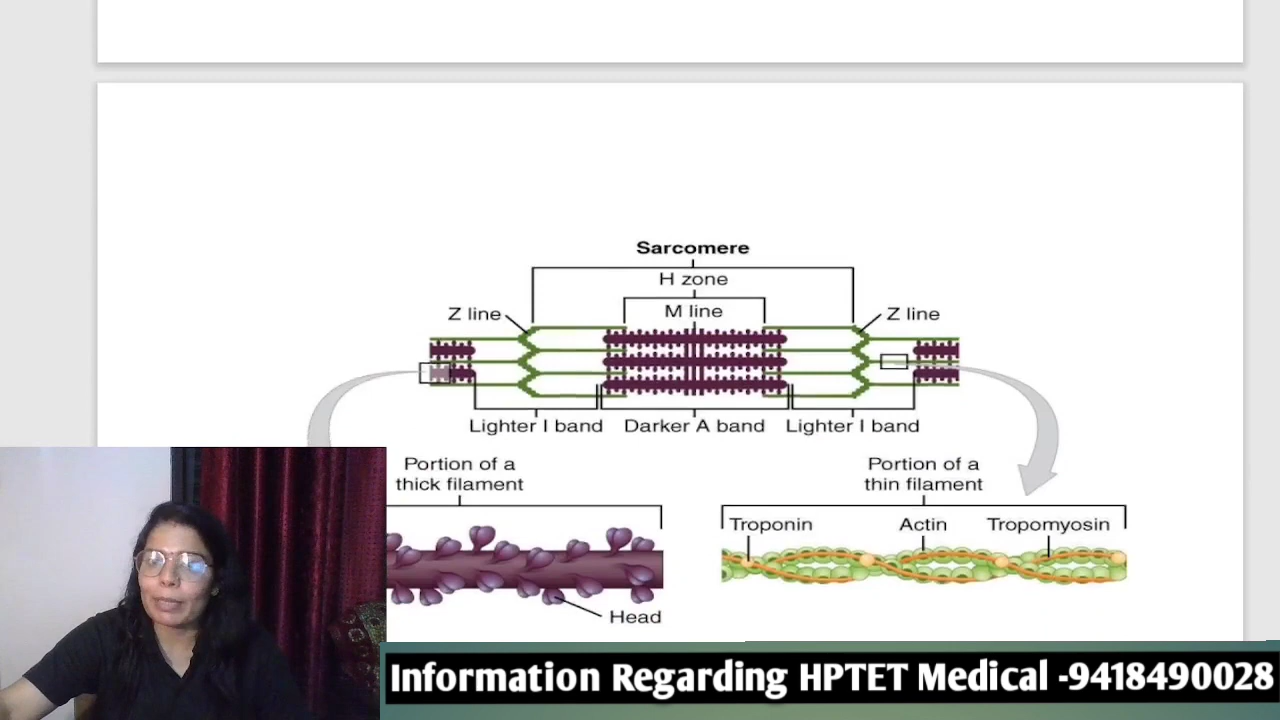 Sarcomere
H zone
Z line
M line
Z line
Lighter I band
Darker A band
Lighter I band
Portion of a
thick filament
Portion of a
thin filament
Troponin
Actin
Tropomyosin
Head
Information Regarding HPTET Medical -9418490028